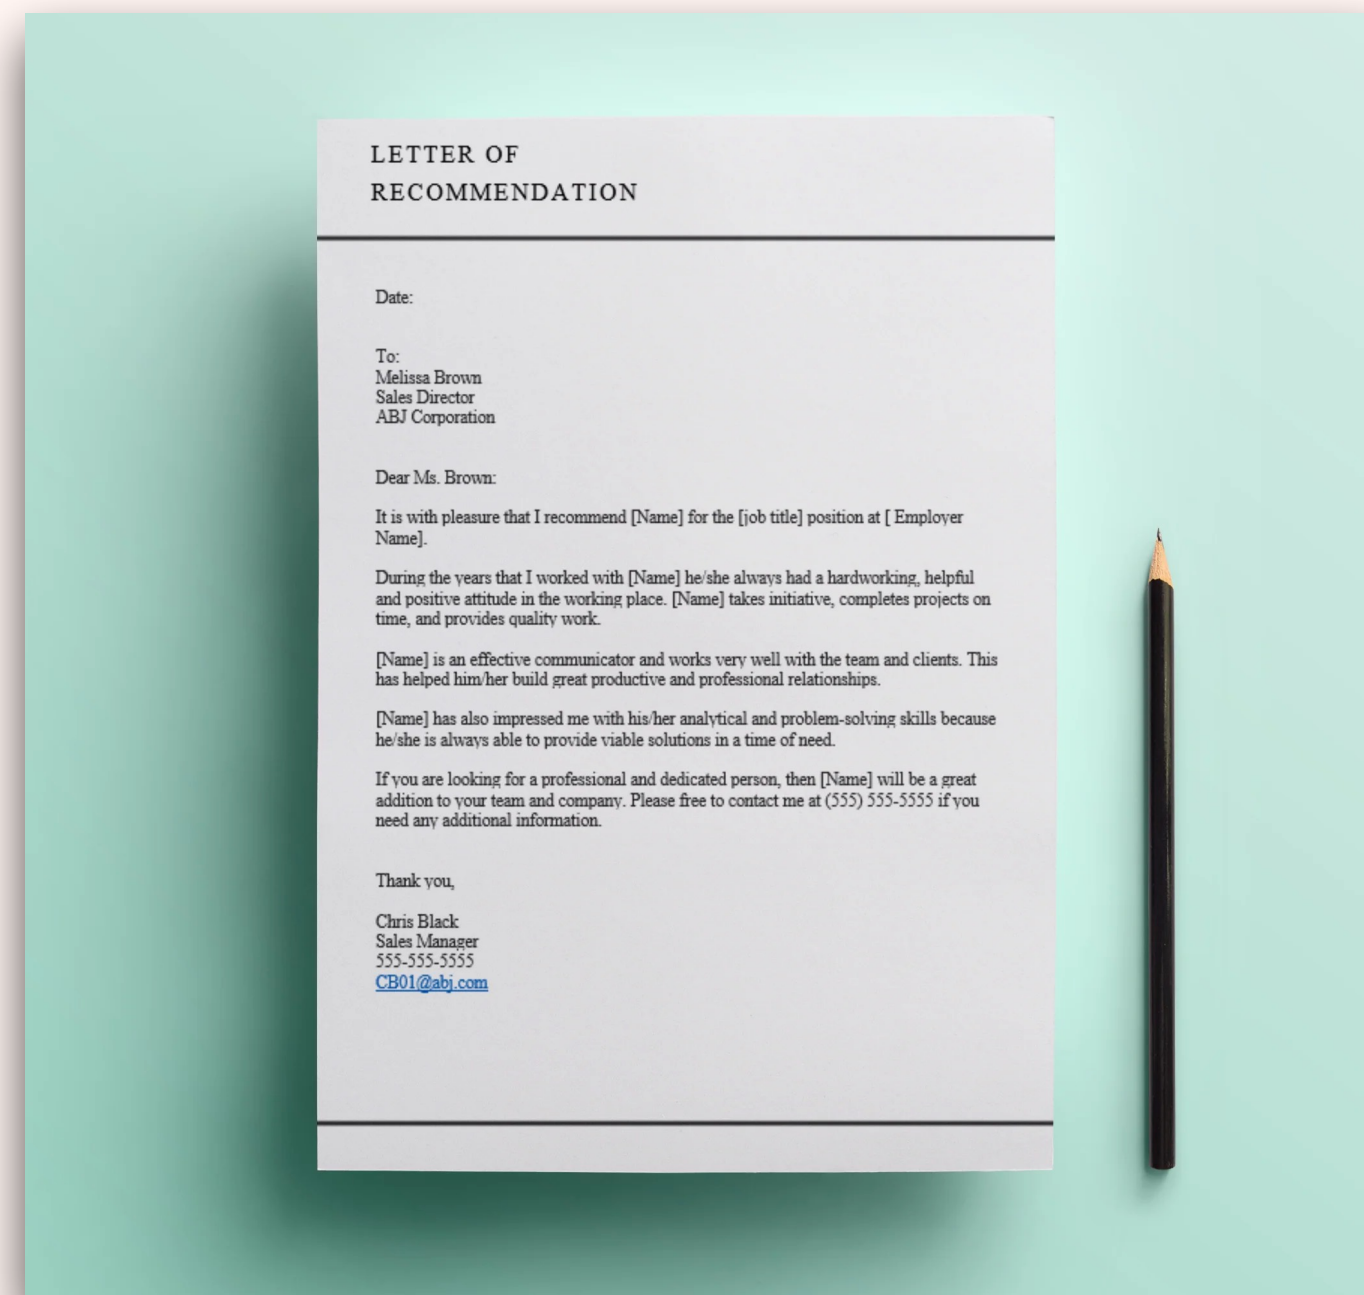 LETTER OF
RECOMMENDATION
Date:
To:
Melissa Brown
Sales Director
ABJ Corporation
Dear Ms. Brown:
It is with pleasure that I recommend [Name] for the [job title] position at [ Employer
Name].
During the years that I worked with [Name] he/she always had a hardworking, helpful
and positive attitude in the working place. [Name] takes initiative, completes projects on
time, and provides quality work.
[Name] is an effective communicator and works very well with the team and clients. This
has helped him/her build great productive and professional relationships.
[Name] has also impressed me with his/her analytical and problem-solving skills because
he/she is always able to provide viable solutions in a time of need.
If you are looking for a professional and dedicated person, then [Name] will be a great
addition to your team and company. Please free to contact me at (555) 555-5555 if you
need any additional information.
Thank you,
Chris Black
Sales Manager
555-555-5555
CB01@abj.com